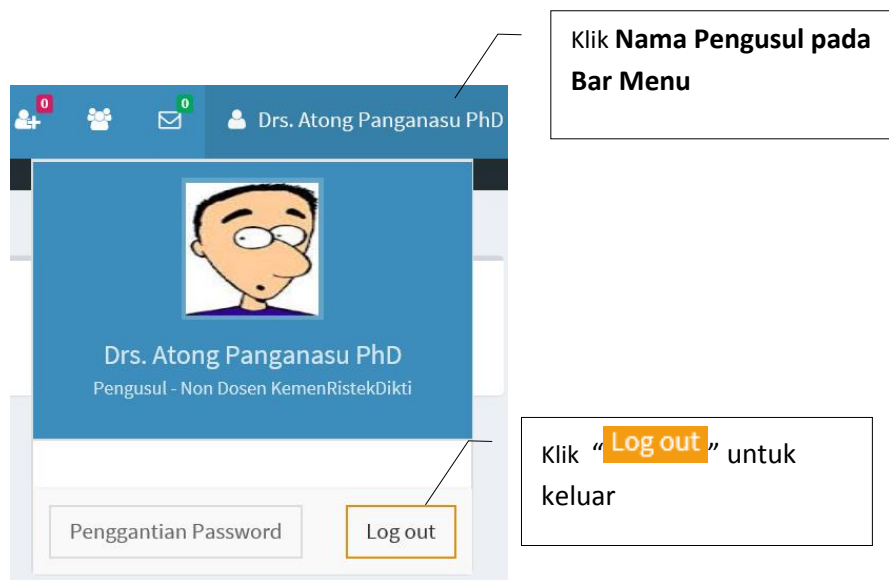 Klik Nama Pengusul pada
Bar Menu
0
0
Drs. Atong Panganasu PhD
Drs. Atong Panganasu PhD
Pengusul - Non Dosen KemenRistekDikti
Klik “Log out” untuk
keluar
Penggantian Password
Log out